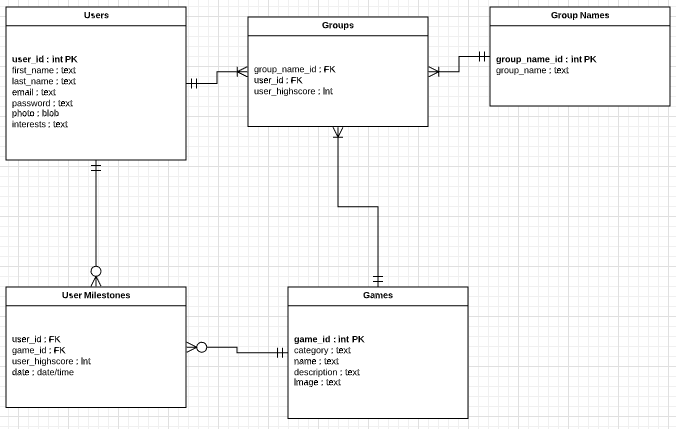 Users
user_id : int PK
first_name : text
last_name : text
email : text
password : text
photo : blob
interests : text
Groups
group_name_id : FK
user_id : FK
user_highscore : Int
Group Names
group_name_id : int PK
group_name : text
User Milestones
user_id : FK
game_id : FK
user_highscore : Int
date : date/time
Games
game_id : int PK
category : text
name : text
description : text
Image : text